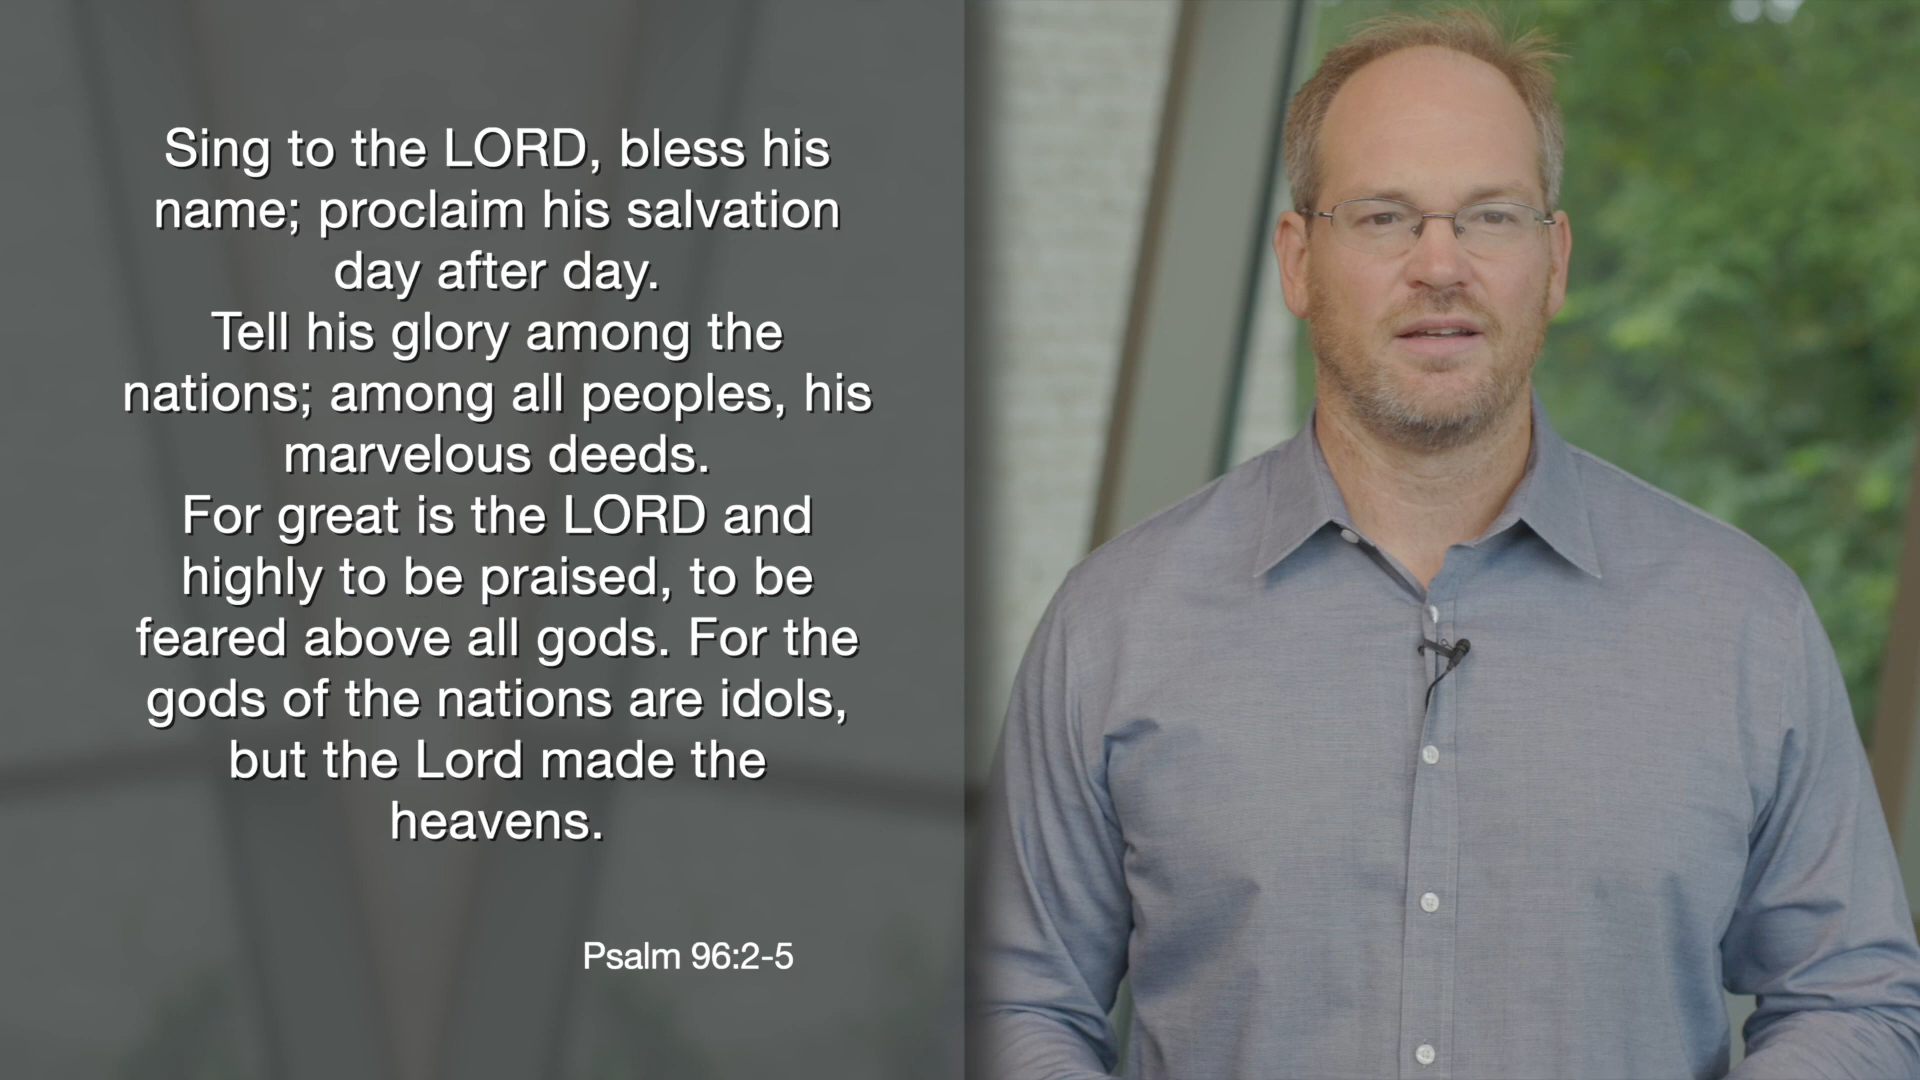 Sing to the LORD, bless his
name; proclaim his salvation
day after day.
Tell his glory among the
nations; among all peoples, his
marvelous deeds.
For great is the LORD and
highly to be praised, to be
feared above all gods. For the
gods of the nations are idols,
but the Lord made the
heavens.
Psalm 96:2-5